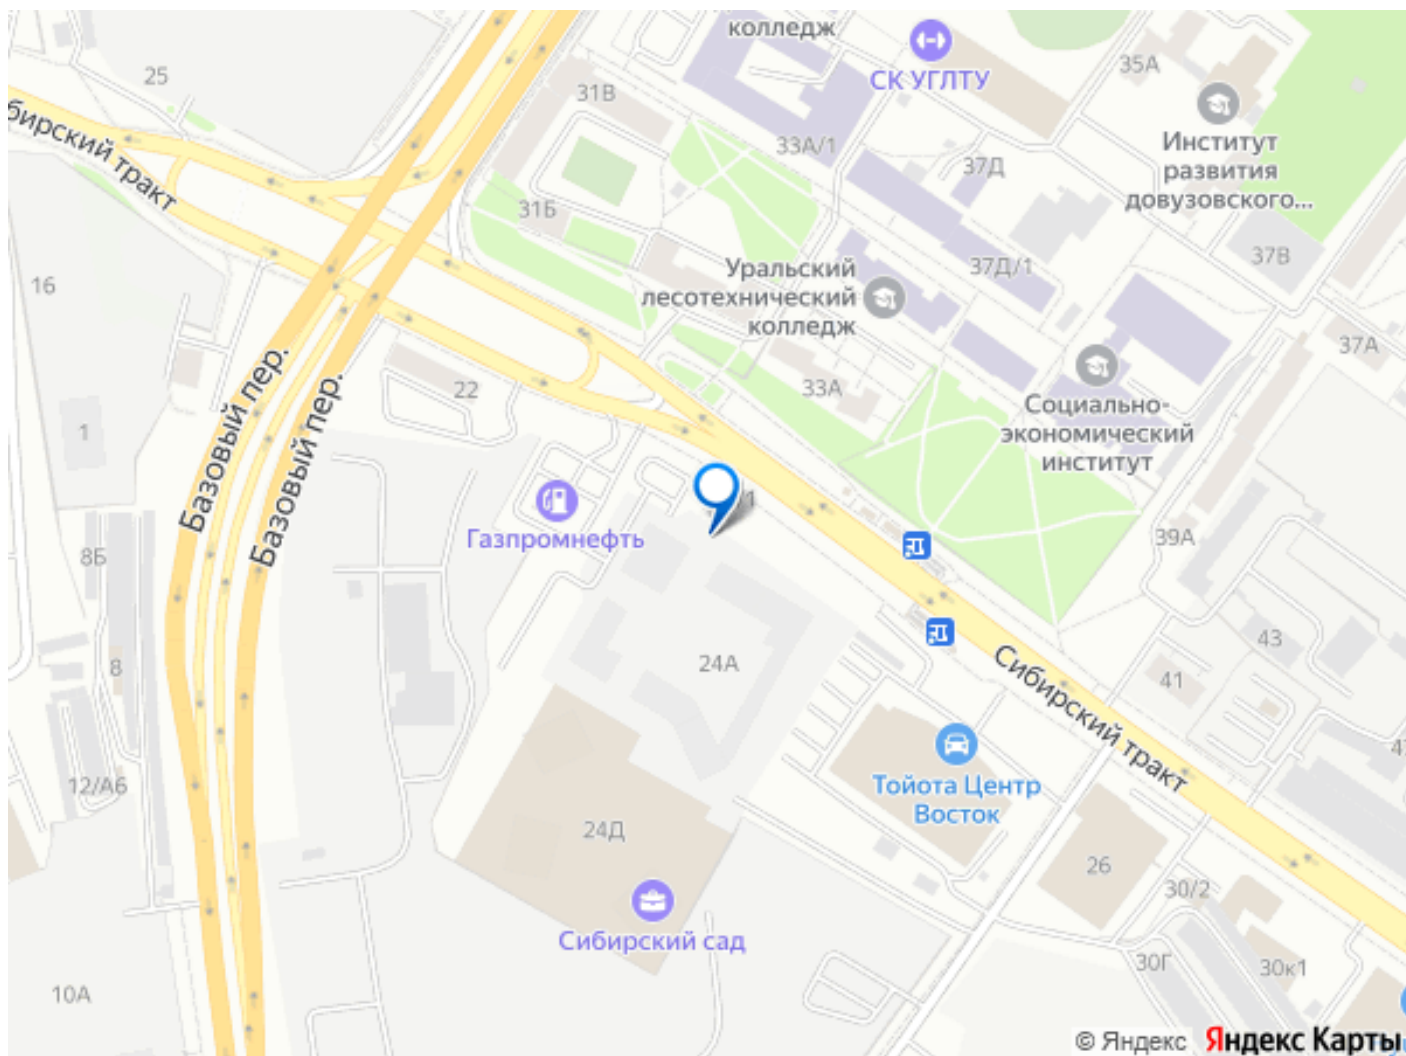 колледж
СК УГЛТУ
35А
25
31В
Институт
развития
довузовского...
33А/1
37Д
бирский тракт
31Б
37В
16
Уральский
лесотехнический
колледж
37Д/1
37А
22
33А
Базовый пер.
Базовый пер.
1
Социально-
экономический
институт
1
Газпромнефть
39А
8Б
43
24А
8
41
Сибирский тракт
12/А6
Тойота Центр
Восток
24Д
26
30/2
Сибирский сад
30Г
30к1
10А
© Яндекс Яндекс Карты